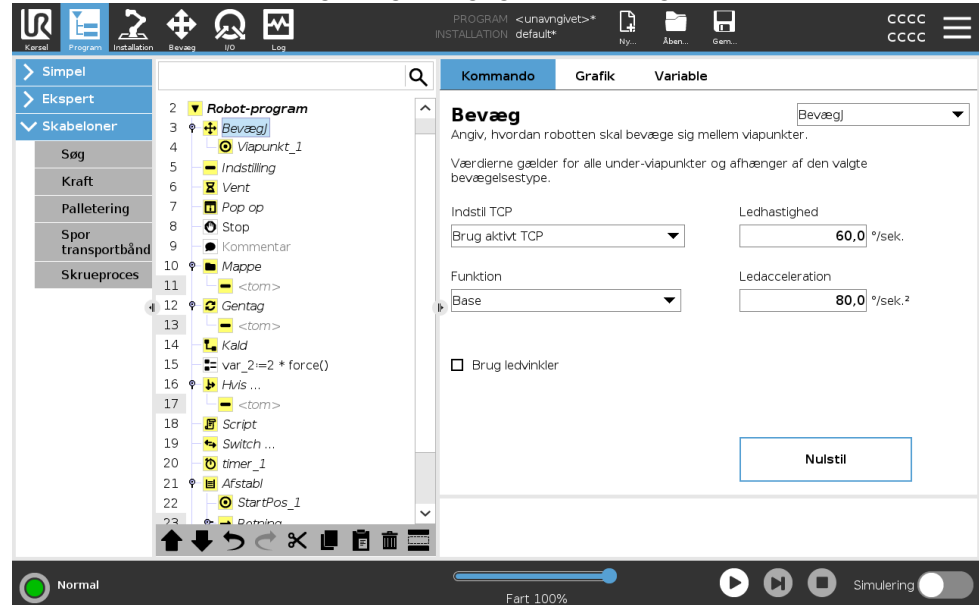 PROGRAM <unavngivet>*
INSTALLATION default*
UR
Kørsel
Program
Installation
Bevæg
I/O
Log
Ny...
Åben...
Gem...
CCCC
CCCC
Simpel
Ekspert
Skabeloner
Søg
Kraft
Palletering
Spor
transportbånd
Skrueproces
2 Robot-program
3 BevægJ
4 Viapunkt_1
5 Indstilling
6 Vent
7 Pop op
8 Stop
9 Kommentar
10 Mappe
11 <tom>
12 Gentag
13 <tom>
14 Kald
15 var_2:=2 * force()
16 Hvis ...
17 <tom>
18 Script
19 Switch ...
20 timer_1
21 Afstabl
22 StartPos_1
23 Retning
Kommando
Grafik
Variable
Bevæg
BevægJ
Angiv, hvordan robotten skal bevæge sig mellem viapunkter.
Værdierne gælder for alle under-viapunkter og afhænger af den valgte
bevægelsestype.
Indstil TCP
Ledhastighed
Brug aktivt TCP
60,0 °/sek.
Funktion
Ledacceleration
Base
80,0 °/sek.²
Brug ledvinkler
Nulstil
Normal
Fart 100%
Simulering